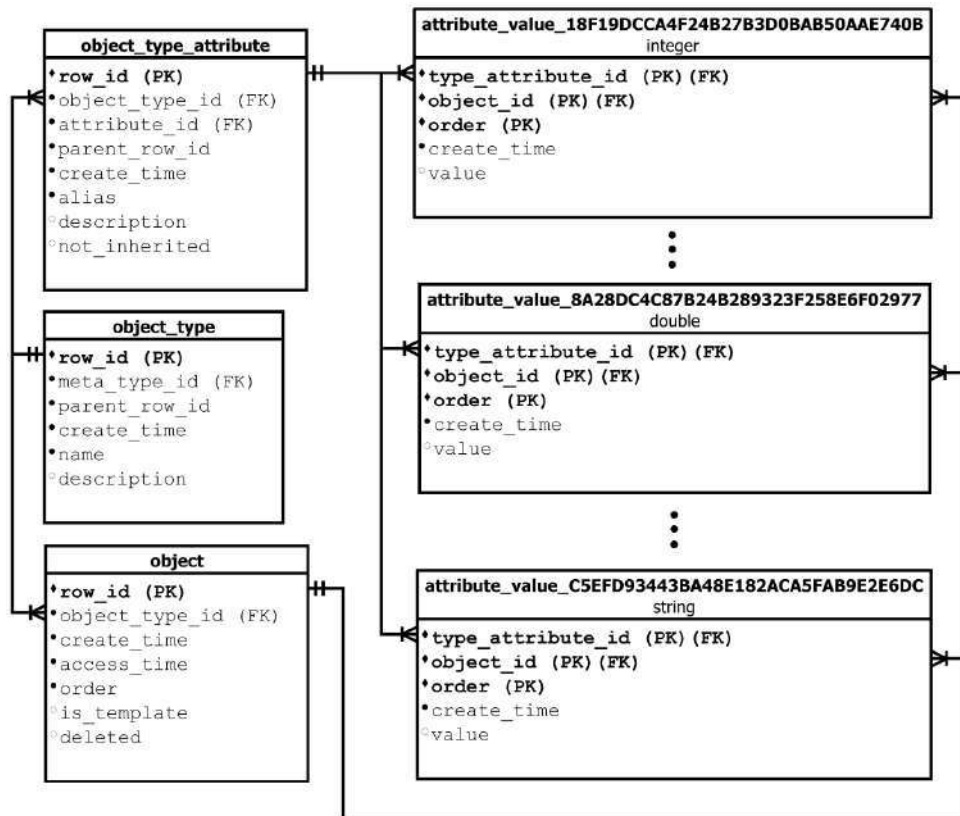 object_type_attribute
row_id (PK)
object_type_id (FK)
attribute_id (FK)
parent_row_id
create_time
alias
description
not_inherited
object_type
row_id (PK)
meta_type_id (FK)
parent_row_id
create_time
name
description
object
row_id (PK)
object_type_id (FK)
create_time
access_time
order
is_template
deleted
attribute_value_18F19DCCA4F24B27B3D0BAB50AAE740B
integer
type_attribute_id (PK)(FK)
object_id (PK)(FK)
order (PK)
create_time
value
attribute_value_8A28DC4C87B24B289323F258E6F02977
double
type_attribute_id (PK)(FK)
object_id (PK)(FK)
order (PK)
create_time
value
attribute_value_C5EFD93443BA48E182ACA5FAB9E2E6DC
string
type_attribute_id (PK)(FK)
object_id (PK)(FK)
order (PK)
create_time
value